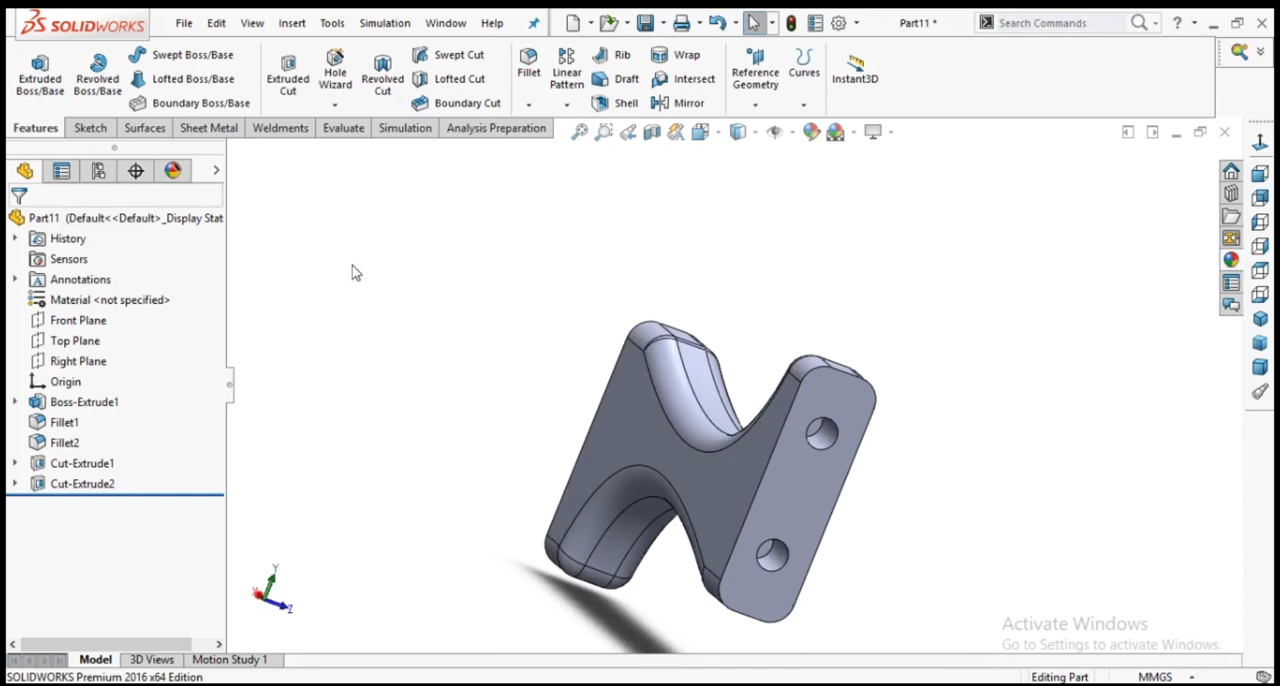 SOLIDWORKS File Edit View Insert Tools Simulation Window Help Part11 * Search Commands
Extruded Boss/Base
Revolved Boss/Base
Swept Boss/Base
Lofted Boss/Base
Boundary Boss/Base
Extruded Cut
Hole Wizard
Revolved Cut
Swept Cut
Lofted Cut
Boundary Cut
Fillet
Linear Pattern
Rib
Draft
Shell
Wrap
Intersect
Mirror
Reference Geometry
Curves
Instant3D
Features Sketch Surfaces Sheet Metal Weldments Evaluate Simulation Analysis Preparation
Part11 (Default<<Default>_Display Stat
History
Sensors
Annotations
Material <not specified>
Front Plane
Top Plane
Right Plane
Origin
Boss-Extrude1
Fillet1
Fillet2
Cut-Extrude1
Cut-Extrude2
Y
Z
Activate Windows
Go to Settings to activate Windows.
Model 3D Views Motion Study 1
SOLIDWORKS Premium 2016 x64 Edition Editing Part MMGS